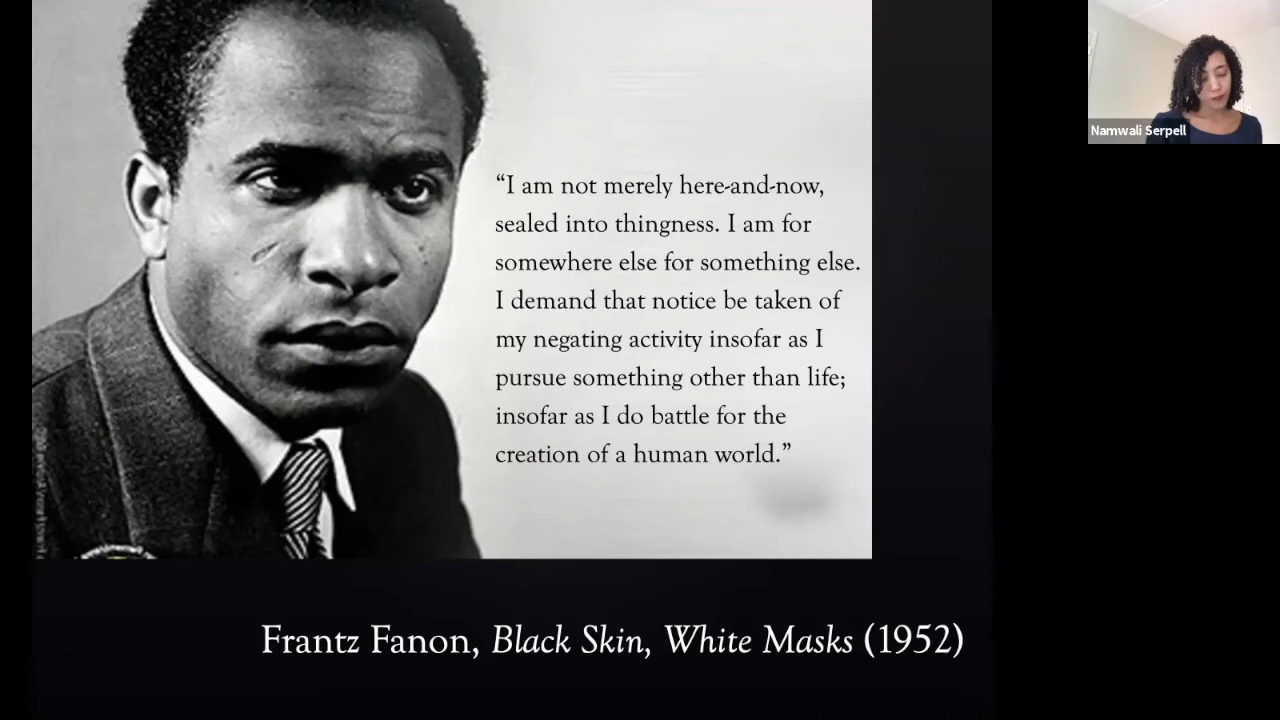 Namwali Serpell
“I am not merely here-and-now,
sealed into thingness. I am for
somewhere else for something else.
I demand that notice be taken of
my negating activity insofar as I
pursue something other than life;
insofar as I do battle for the
creation of a human world.”
Frantz Fanon, Black Skin, White Masks (1952)